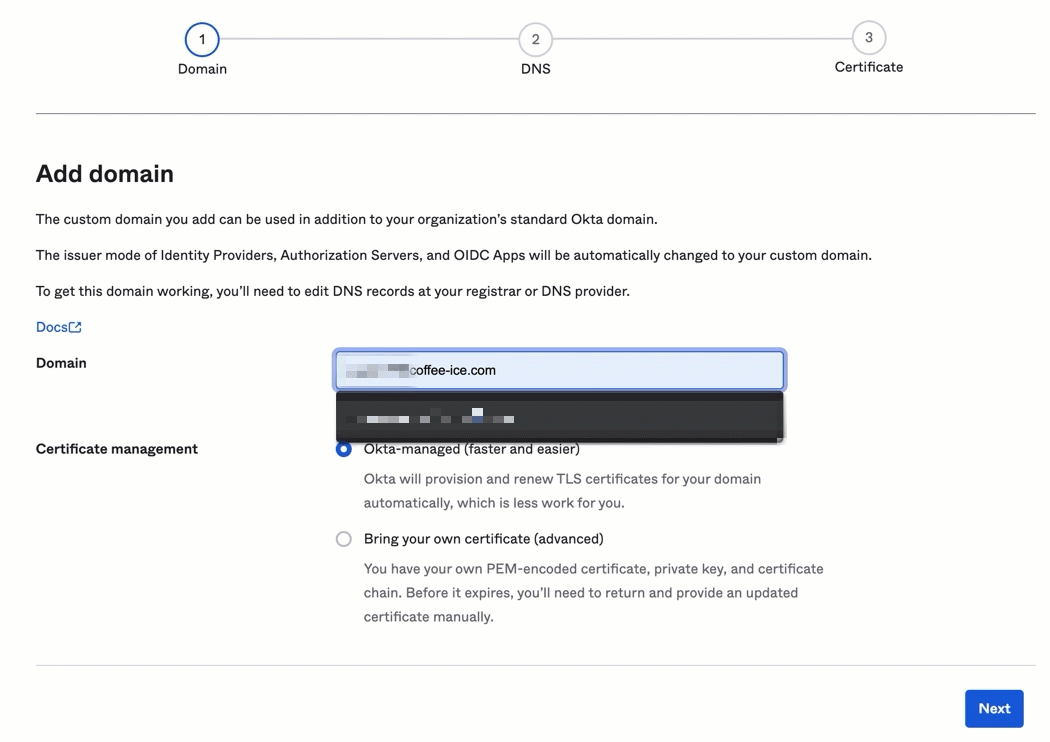 1
Domain
2
DNS
3
Certificate
Add domain
The custom domain you add can be used in addition to your organization's standard Okta domain.
The issuer mode of Identity Providers, Authorization Servers, and OIDC Apps will be automatically changed to your custom domain.
To get this domain working, you'll need to edit DNS records at your registrar or DNS provider.
Docs
Domain
coffee-ice.com
Certificate management
Okta-managed (faster and easier)
Okta will provision and renew TLS certificates for your domain
automatically, which is less work for you.
Bring your own certificate (advanced)
You have your own PEM-encoded certificate, private key, and certificate
chain. Before it expires, you'll need to return and provide an updated
certificate manually.
Next